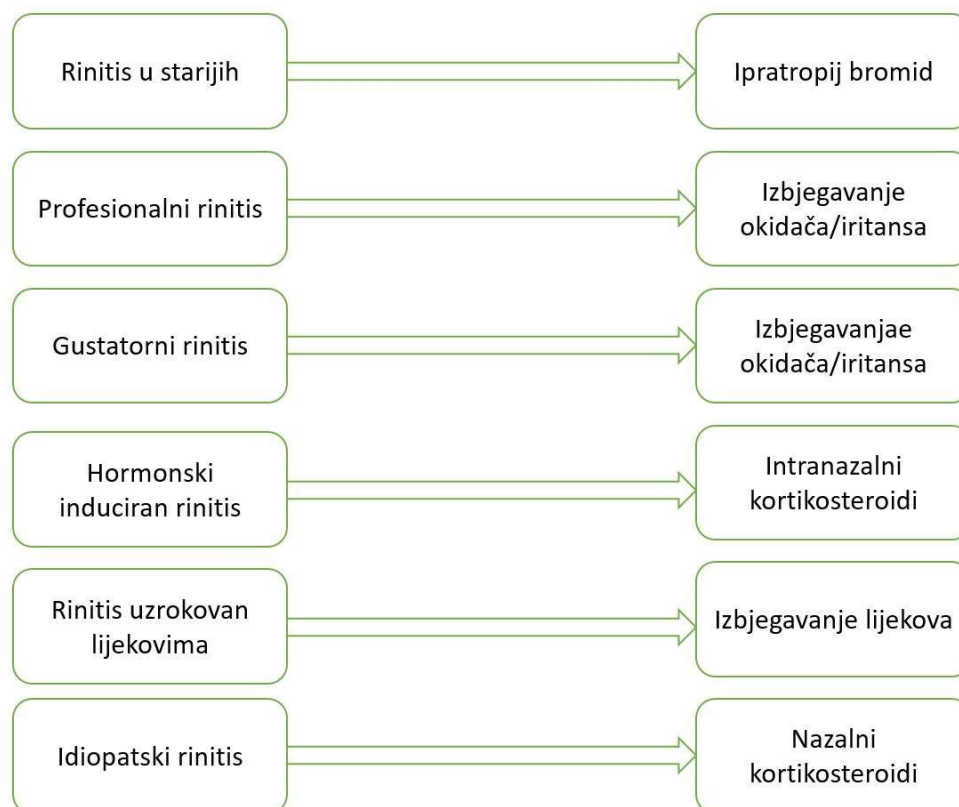 Rinitis u starijih
Ipratropij bromid
Profesionalni rinitis
Izbjegavanje
okidača/iritansa
Gustatorni rinitis
Izbjegavanjae
okidača/iritansa
Hormonski
induciran rinitis
Intranazalni
kortikosteroidi
Rinitis uzrokovan
lijekovima
Izbjegavanje lijekova
Idiopatski rinitis
Nazalni
kortikosteroidi